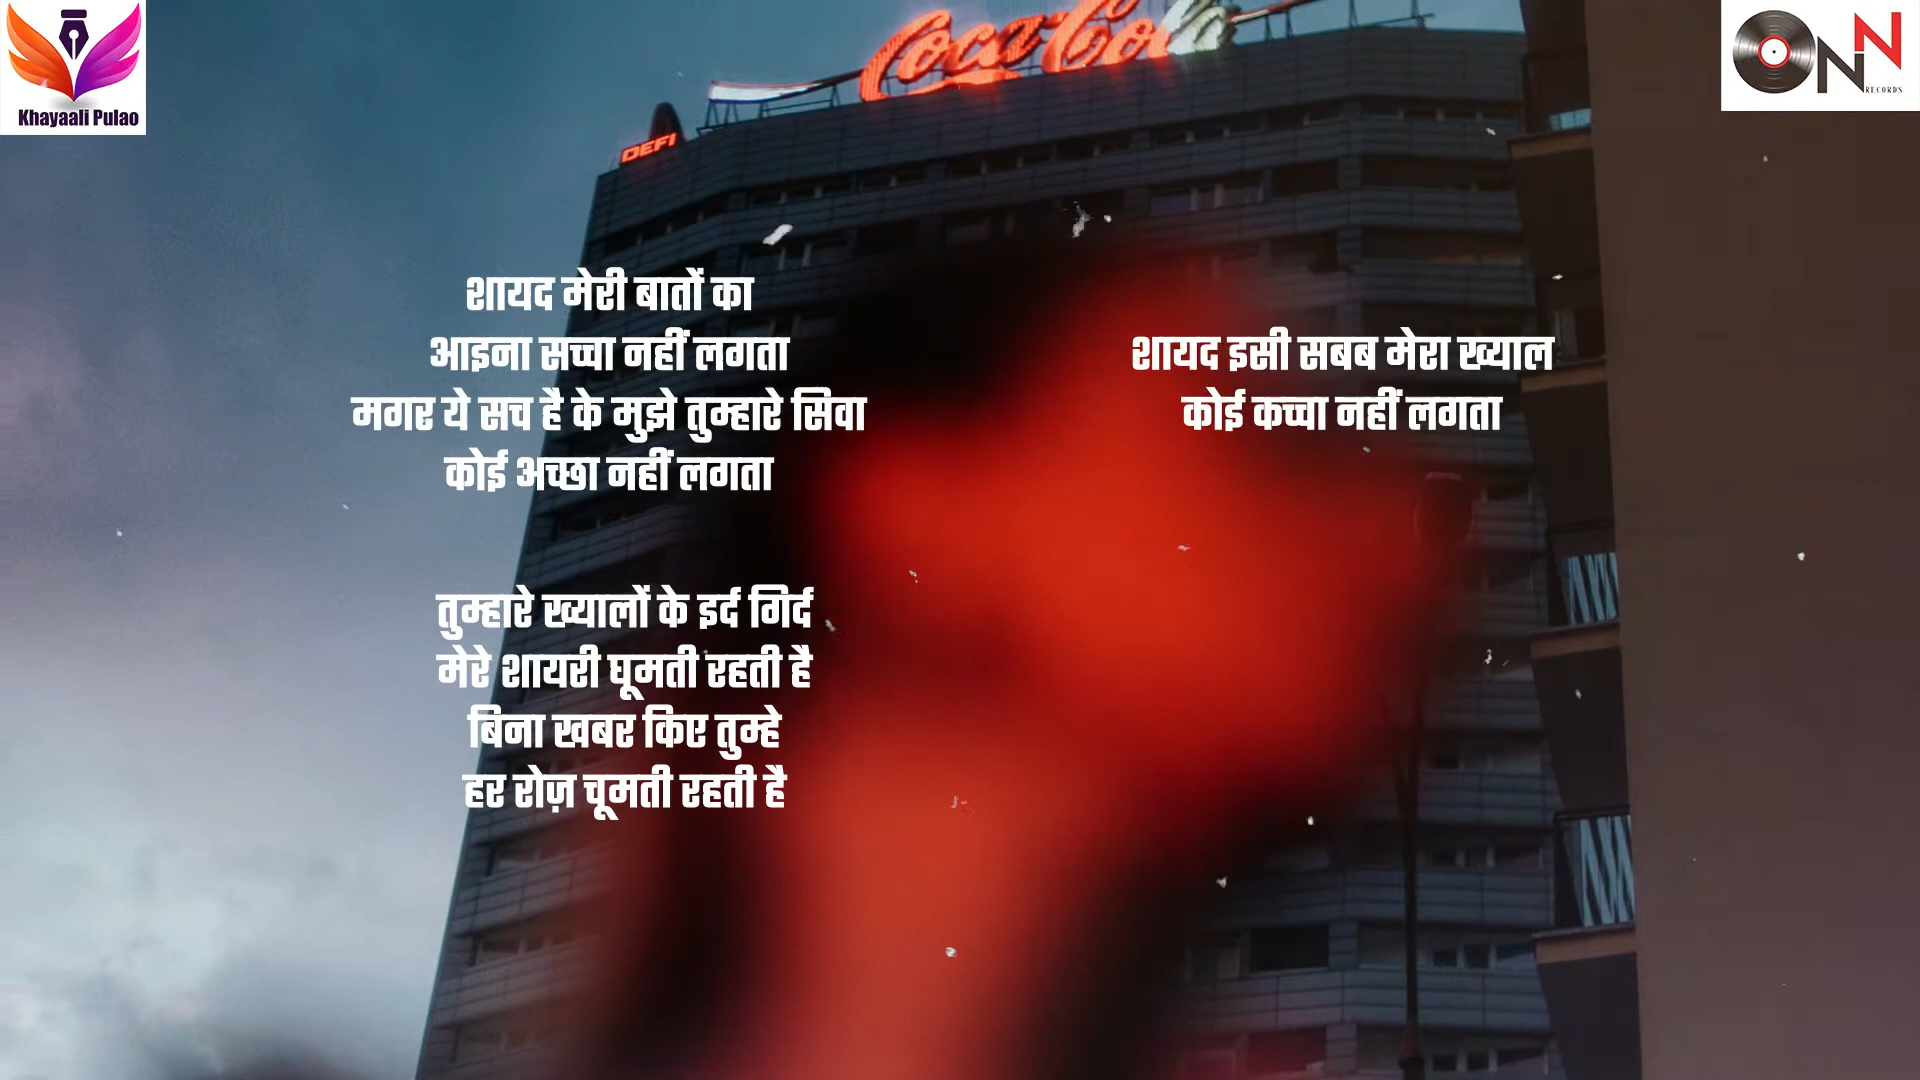 Khayaali Pulao
Coca-Cola
DEFI
ONN
RECORDS
शायद मेरी बातों का
आइना सच्चा नहीं लगता
मगर ये सच है के मुझे तुम्हारे सिवा
कोई अच्छा नहीं लगता
तुम्हारे ख्यालों के इर्द गिर्द
मेरे शायरी घूमती रहती है
बिना खबर किए तुम्हे
हर रोज़ चूमती रहती है
शायद इसी सबब मेरा ख्याल
कोई कच्चा नहीं लगता